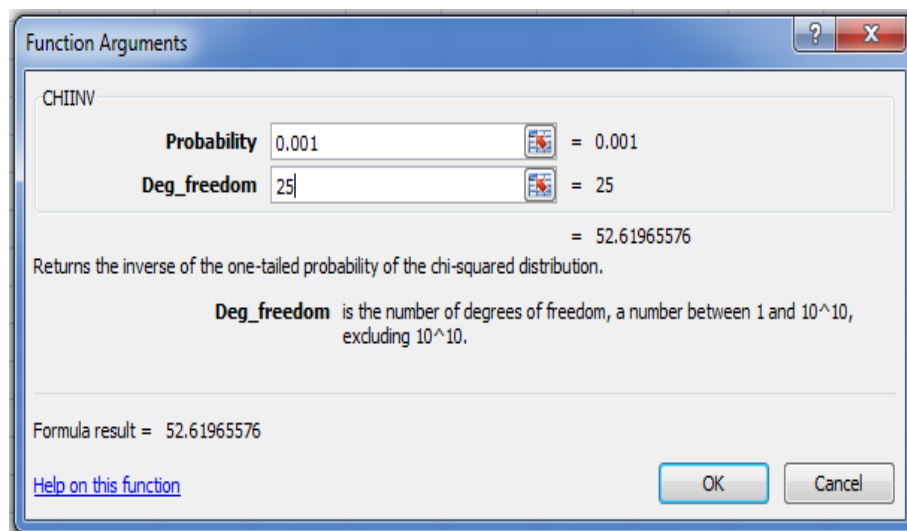 Function Arguments
? X
CHIINV
Probability 0.001 = 0.001
Deg_freedom 25 = 25
= 52.61965576
Returns the inverse of the one-tailed probability of the chi-squared distribution.
Deg_freedom is the number of degrees of freedom, a number between 1 and 10^10,
excluding 10^10.
Formula result = 52.61965576
Help on this function OK Cancel